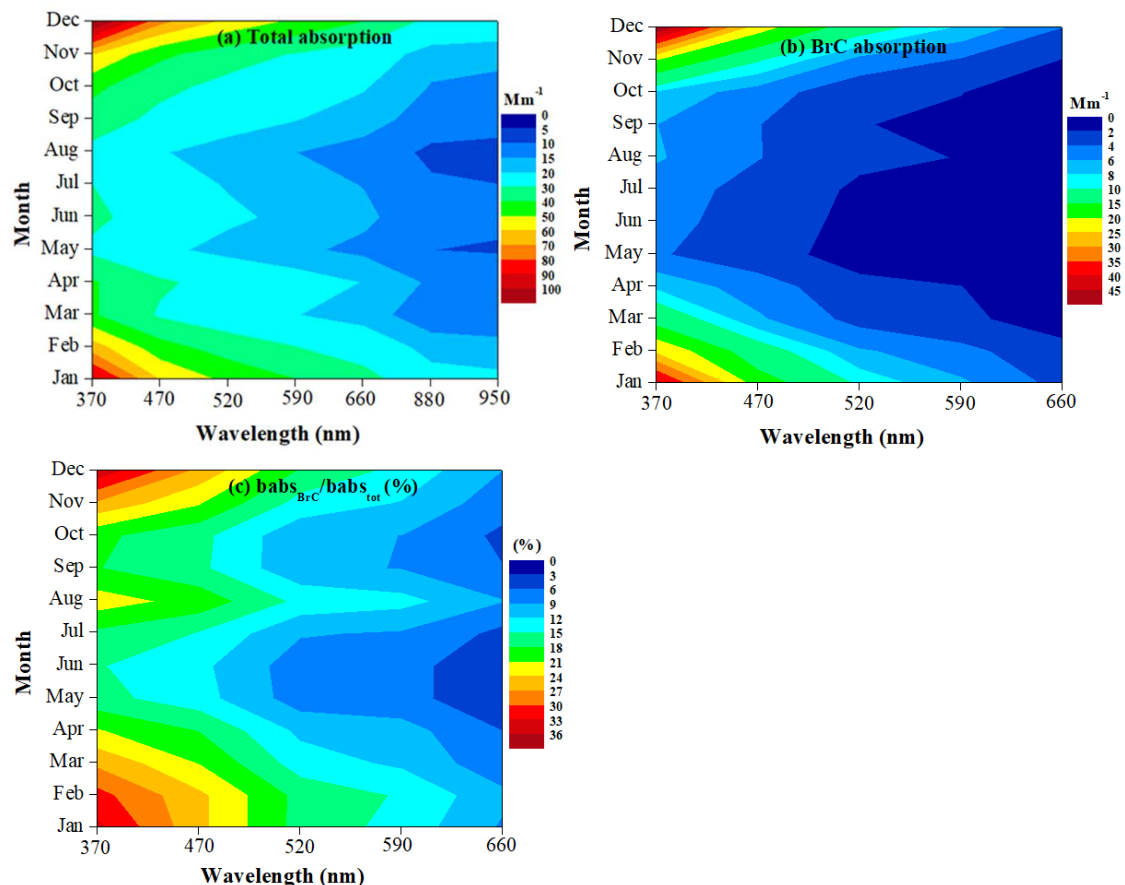 (a) Total absorption
Dec
Nov
Oct
Sep
Aug
Jul
Jun
May
Apr
Mar
Feb
Jan
Month
370 470 520 590 660 880 950
Wavelength (nm)
Mm-1
0
5
10
15
20
30
40
50
60
70
80
90
100
(b) BrC absorption
Dec
Nov
Oct
Sep
Aug
Jul
Jun
May
Apr
Mar
Feb
Jan
Month
370 470 520 590 660
Wavelength (nm)
Mm-1
0
2
4
6
8
10
15
20
25
30
35
40
45
(c) babsBrC/babstot (%)
Dec
Nov
Oct
Sep
Aug
Jul
Jun
May
Apr
Mar
Feb
Jan
Month
370 470 520 590 660
Wavelength (nm)
(%)
0
3
6
9
12
15
18
21
24
27
30
33
36